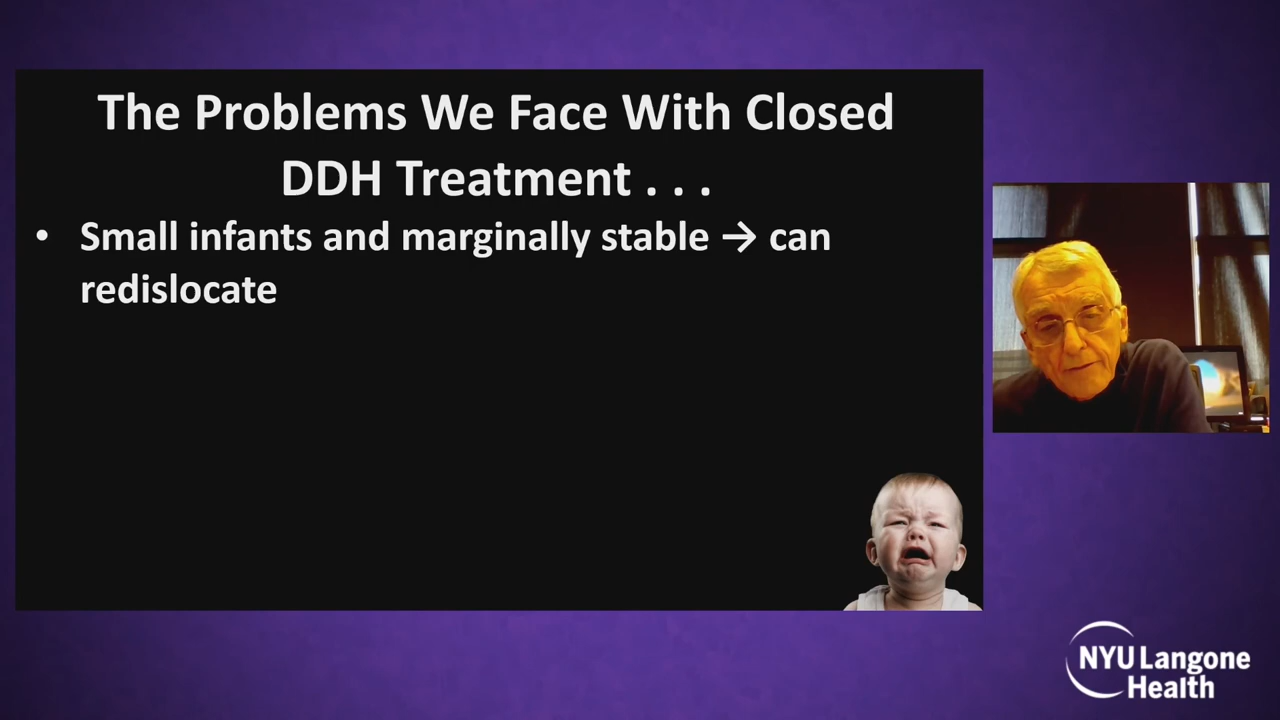 The Problems We Face With Closed
DDH Treatment . . .
• Small infants and marginally stable → can
redislocate
NYU Langone
Health